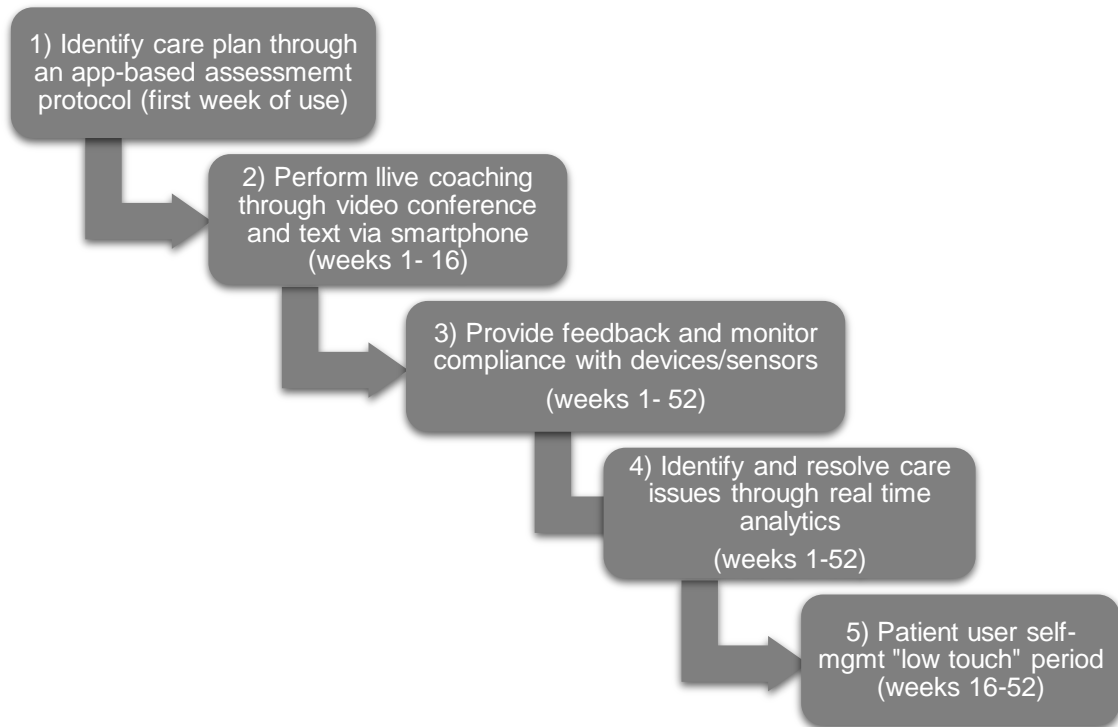 1) Identify care plan through
an app-based assessmemt
protocol (first week of use)
2) Perform llive coaching
through video conference
and text via smartphone
(weeks 1- 16)
3) Provide feedback and monitor
compliance with devices/sensors
(weeks 1- 52)
4) Identify and resolve care
issues through real time
analytics
(weeks 1-52)
5) Patient user self-
mgmt "low touch" period
(weeks 16-52)